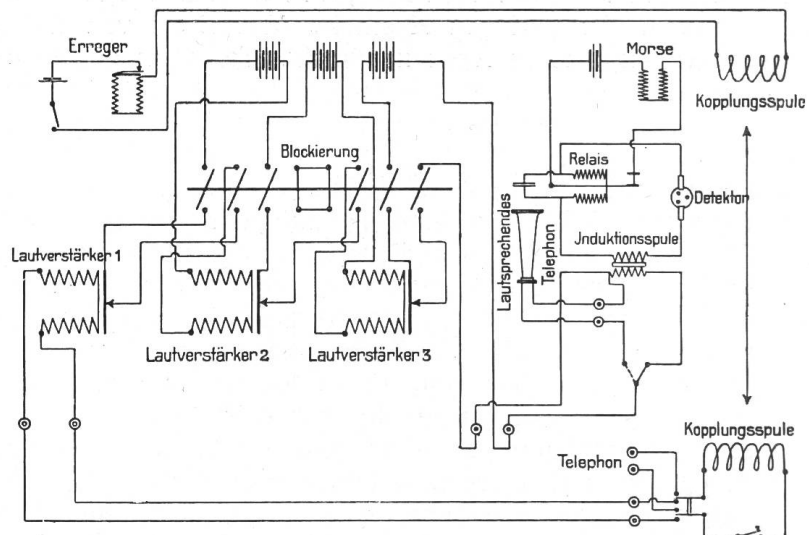 Erreger
Morse
Kopplungsspule
Blockierung
Relais
Detektor
Lautsprechendes
Telephon
Jnduktionsspule
Lautverstärker 1
Lautverstärker 2
Lautverstärker 3
Kopplungsspule
Telephon